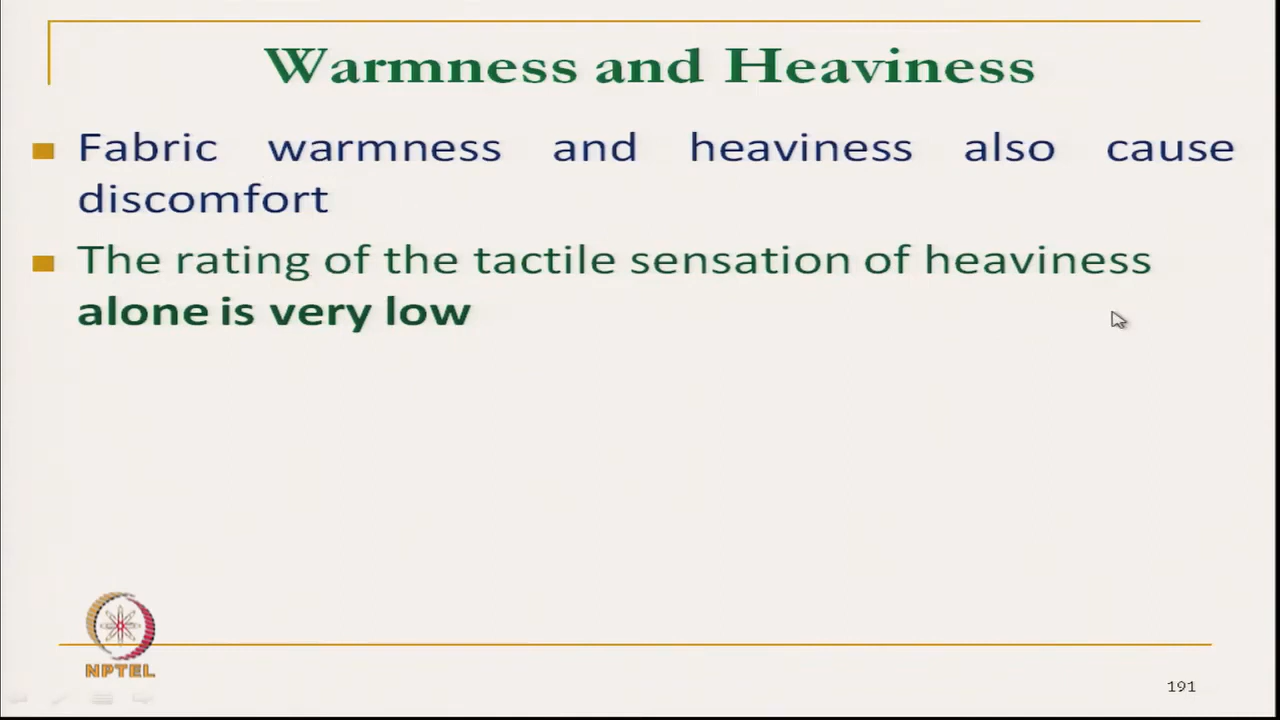 Warmness and Heaviness
Fabric warmness and heaviness also cause
discomfort
The rating of the tactile sensation of heaviness
alone is very low
NPTEL
191